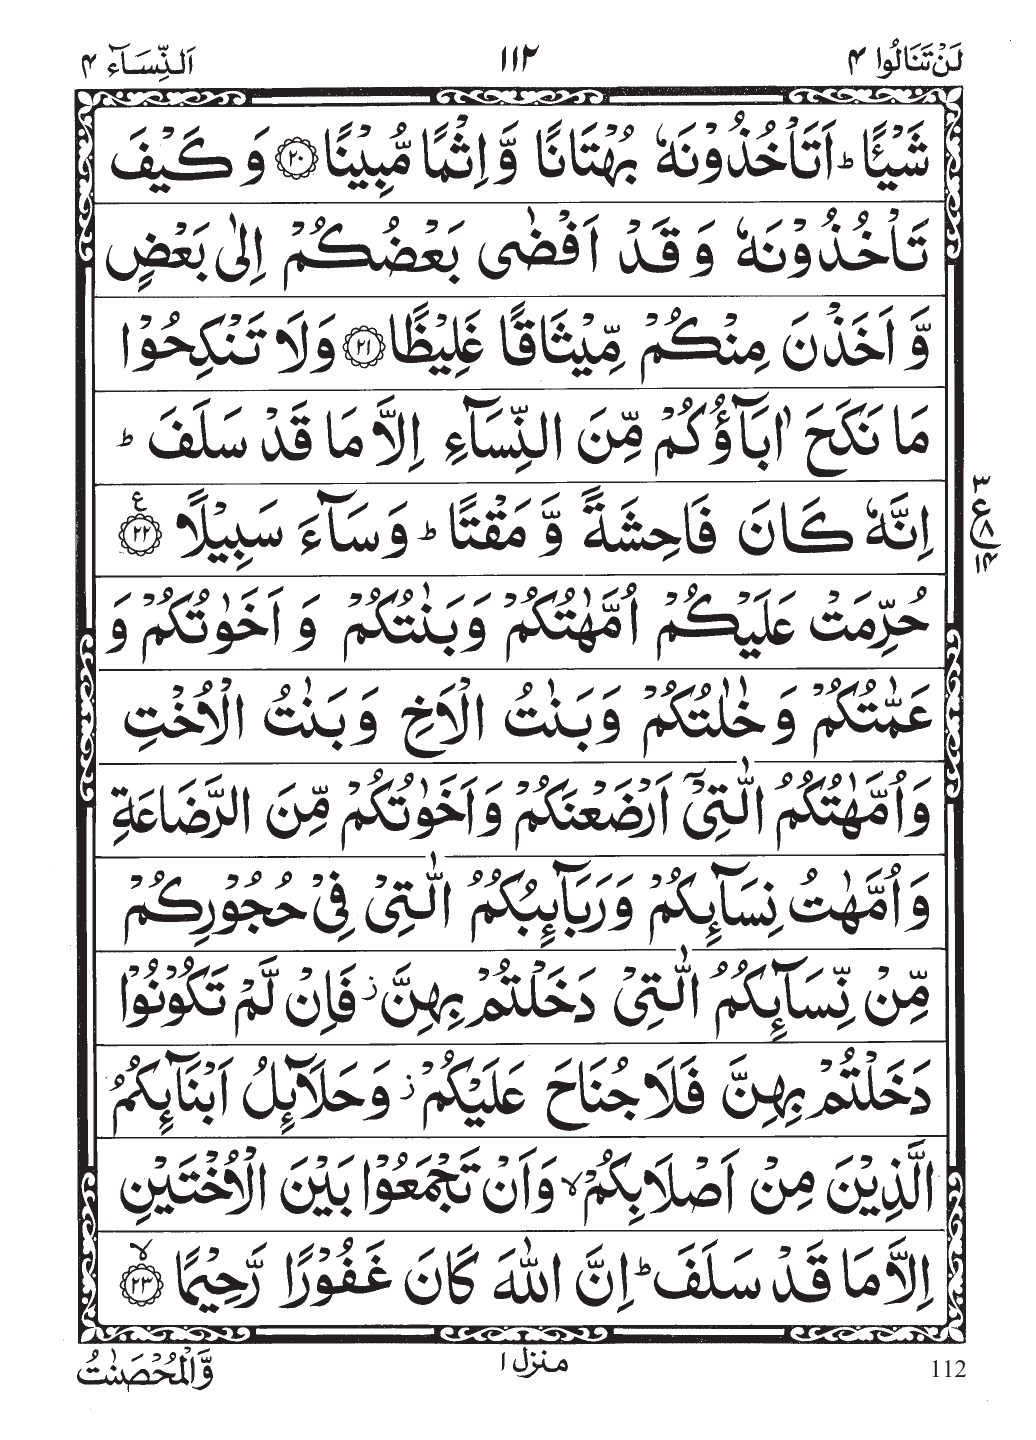 لَنْ تَنَالُوا ۴ ۱۱۲ اَلنِّسَآء ۴
شَيْـًٔا ؕ اَتَاْخُذُوْنَهٗ بُهْتَانًا وَّ اِثْمًا مُّبِيْنًا ﴿۲۰﴾ وَ كَيْفَ
تَاْخُذُوْنَهٗ وَ قَدْ اَفْضٰى بَعْضُكُمْ اِلٰى بَعْضٍ
وَّ اَخَذْنَ مِنْكُمْ مِّيْثَاقًا غَلِيْظًا ﴿۲۱﴾ وَلَا تَنْكِحُوْا
مَا نَكَحَ اٰبَآؤُكُمْ مِّنَ النِّسَآءِ اِلَّا مَا قَدْ سَلَفَ ؕ
اِنَّهٗ كَانَ فَاحِشَةً وَّ مَقْتًا ؕ وَسَآءَ سَبِيْلًا ﴿۲۲﴾ ع
۳ ع ۸ ۱۴
حُرِّمَتْ عَلَيْكُمْ اُمَّهٰتُكُمْ وَبَنٰتُكُمْ وَ اَخَوٰتُكُمْ وَ
عَمّٰتُكُمْ وَ خٰلٰتُكُمْ وَبَنٰتُ الْاَخِ وَ بَنٰتُ الْاُخْتِ
وَاُمَّهٰتُكُمُ الّٰتِيْٓ اَرْضَعْنَكُمْ وَاَخَوٰتُكُمْ مِّنَ الرَّضَاعَةِ
وَاُمَّهٰتُ نِسَآئِكُمْ وَرَبَآئِبُكُمُ الّٰتِيْ فِيْ حُجُوْرِكُمْ
مِّنْ نِّسَآئِكُمُ الّٰتِيْ دَخَلْتُمْ بِهِنَّ ز فَاِنْ لَّمْ تَكُوْنُوْا
دَخَلْتُمْ بِهِنَّ فَلَا جُنَاحَ عَلَيْكُمْ ز وَحَلَآئِلُ اَبْنَآئِكُمُ
الَّذِيْنَ مِنْ اَصْلَابِكُمْ ۙ وَاَنْ تَجْمَعُوْا بَيْنَ الْاُخْتَيْنِ
اِلَّا مَا قَدْ سَلَفَ ؕ اِنَّ اللّٰهَ كَانَ غَفُوْرًا رَّحِيْمًا ﴿۲۳﴾ ۙ
112 منزل ۱ وَّالْمُحْصَنٰتُ